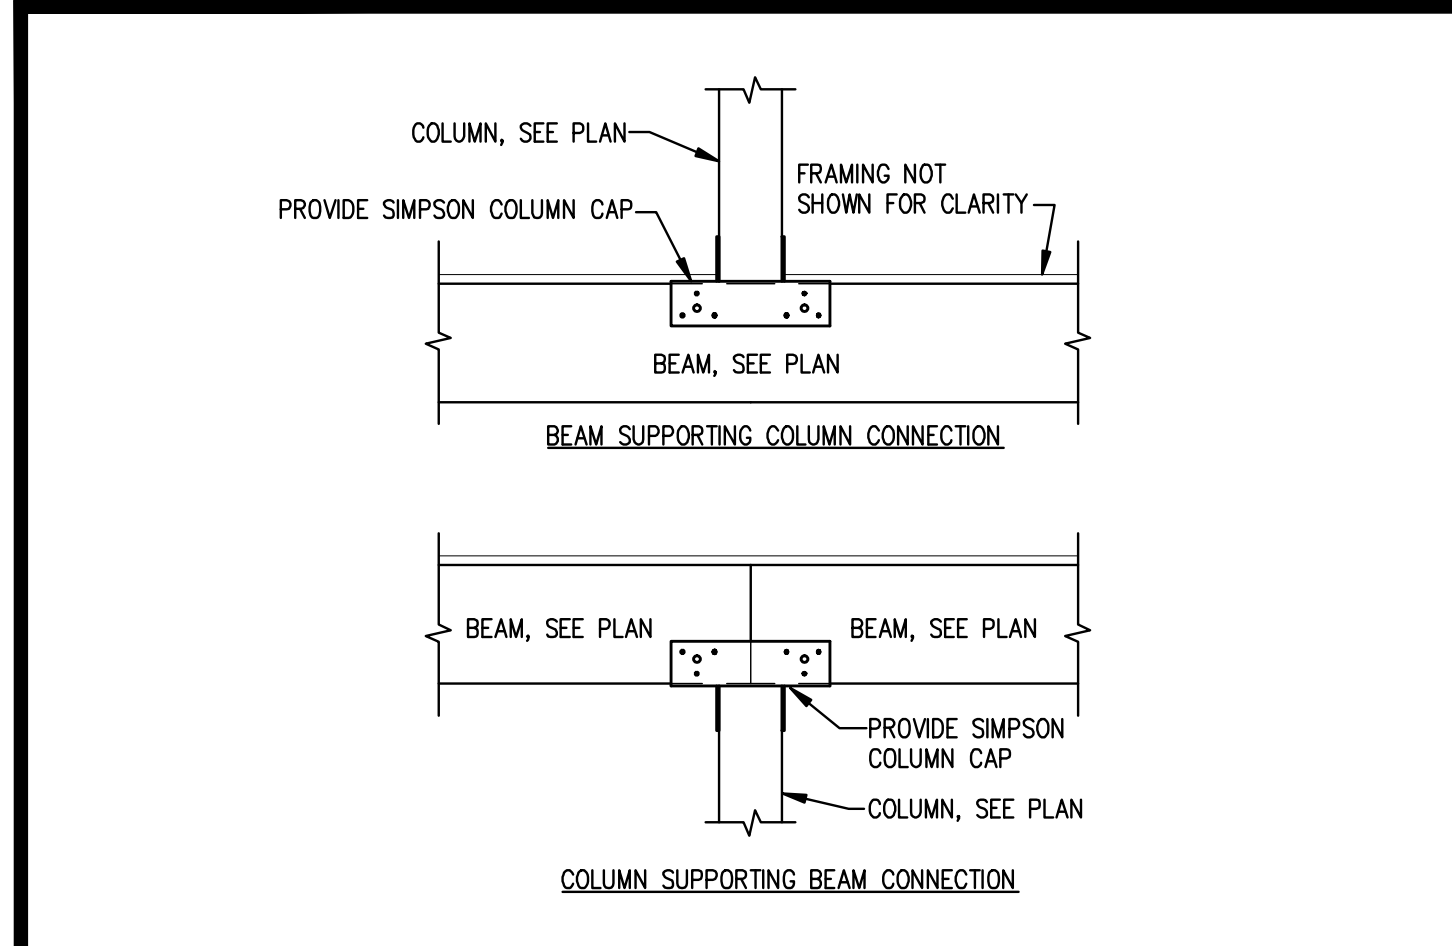 COLUMN, SEE PLAN
FRAMING NOT
SHOWN FOR CLARITY
PROVIDE SIMPSON COLUMN CAP
BEAM, SEE PLAN
BEAM SUPPORTING COLUMN CONNECTION
BEAM, SEE PLAN
BEAM, SEE PLAN
PROVIDE SIMPSON
COLUMN CAP
COLUMN, SEE PLAN
COLUMN SUPPORTING BEAM CONNECTION